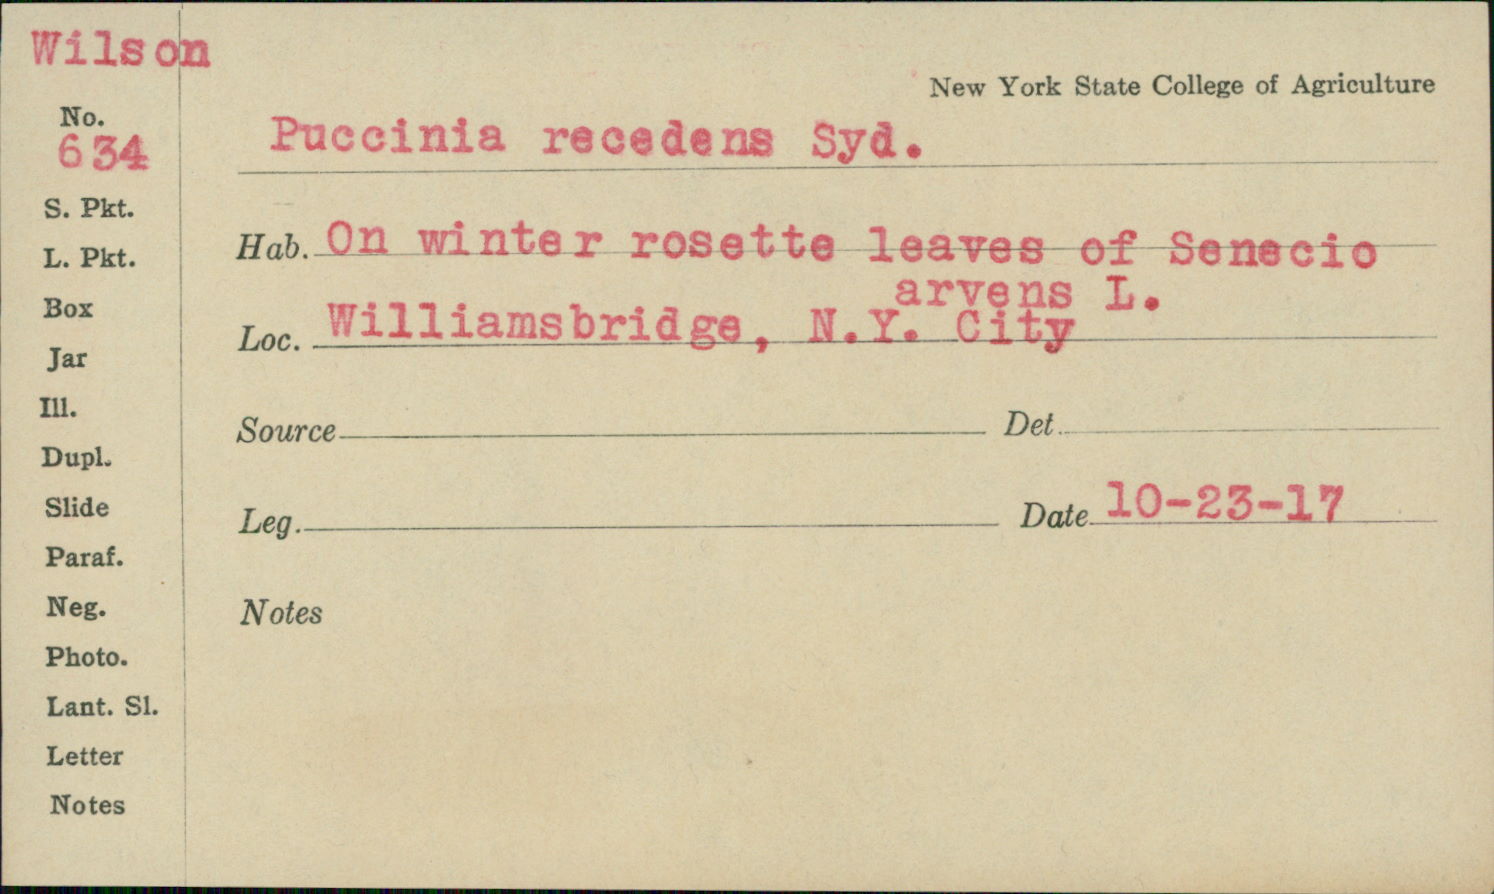 Wilson
New York State College of Agriculture
No.
634
Puccinia recedens Syd.
S. Pkt.
L. Pkt.
Box
Jar
Ill.
Dupl.
Slide
Paraf.
Neg.
Photo.
Lant. Sl.
Letter
Notes
Hab. On winter rosette leaves of Senecio
arvens L.
Loc. Williamsbridge, N.Y. City
Source Det.
Leg. Date 10-23-17
Notes